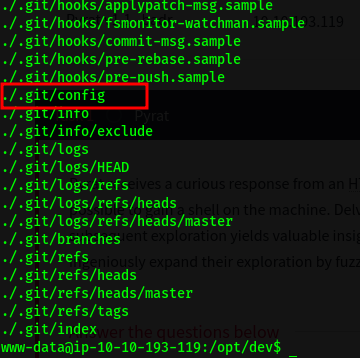 ./.git/hooks/applypatch-msg.sample
./.git/hooks/fsmonitor-watchman.sample
./.git/hooks/commit-msg.sample
./.git/hooks/pre-rebase.sample
./.git/hooks/pre-push.sample
./.git/config
./.git/info
Pyrat
./.git/info/exclude
./.git/logs
./.git/logs/HEAD
./.git/logs/refs
./.git/logs/refs/heads
./.git/logs/refs/heads/master
./.git/branches
./.git/refs
./.git/refs/heads
./.git/refs/heads/master
./.git/refs/tags
./.git/index
www-data@ip-10-10-193-119:/opt/dev$